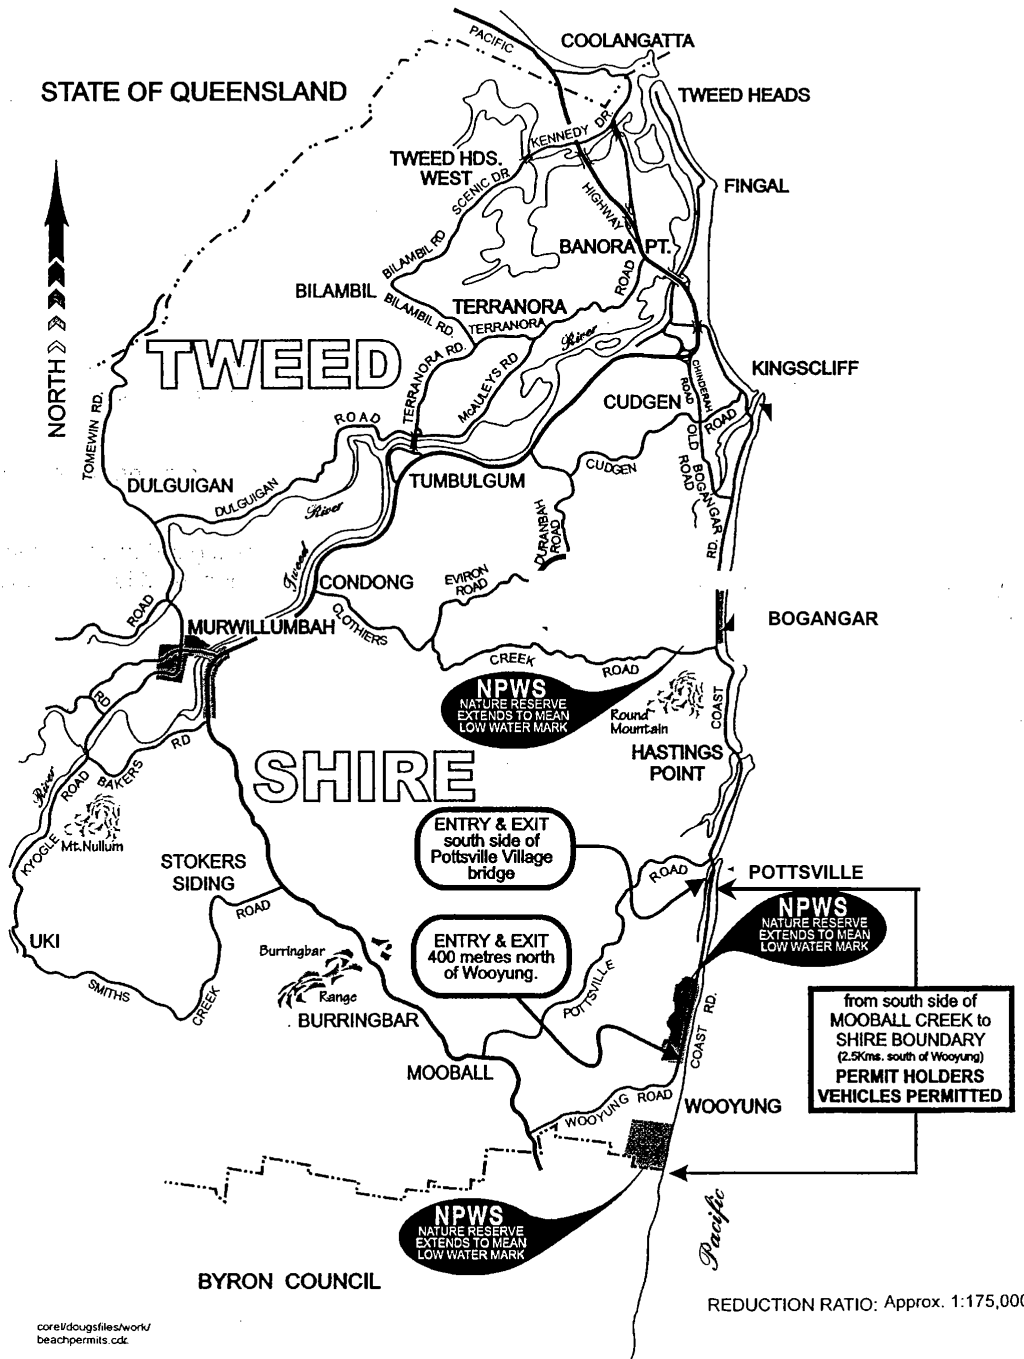 PACIFIC
COOLANGATTA
STATE OF QUEENSLAND
TWEED HEADS
KENNEDY DR.
TWEED HDS.
WEST
SCENIC DR
HIGHWAY
FINGAL
BANORA PT.
BILAMBIL RD
BILAMBIL
BILAMBIL RD.
TERRANORA
TERRANORA
ROAD
River
NORTH
TWEED
TERRANORA RD.
McAULEYS RD
KINGSCLIFF
CHINDERAH
ROAD
CUDGEN
ROAD
TOMEWIN RD.
ROAD
OLD
BOGANGAR
ROAD
RD.
CUDGEN
DULGUIGAN
TUMBULGUM
DULGUIGAN
River
DURANBAH
ROAD
Tweed
CONDONG
EVIRON
ROAD
ROAD
CLOTHIERS
MURWILLUMBAH
BOGANGAR
CREEK
ROAD
NPWS
NATURE RESERVE
EXTENDS TO MEAN
LOW WATER MARK
Round
Mountain
COAST
RD
RD
HASTINGS
POINT
SHIRE
BAKERS
River
ROAD
Mt.Nullum
KYOGLE
ENTRY & EXIT
south side of
Pottsville Village
bridge
STOKERS
SIDING
ROAD
ROAD
POTTSVILLE
NPWS
NATURE RESERVE
EXTENDS TO MEAN
LOW WATER MARK
UKI
Burringbar
Range
ENTRY & EXIT
400 metres north
of Wooyung.
POTTSVILLE
SMITHS
CREEK
BURRINGBAR
COAST RD.
from south side of
MOOBALL CREEK to
SHIRE BOUNDARY
(2.5Kms. south of Wooyung)
PERMIT HOLDERS
VEHICLES PERMITTED
MOOBALL
WOOYUNG ROAD
WOOYUNG
NPWS
NATURE RESERVE
EXTENDS TO MEAN
LOW WATER MARK
Pacific
BYRON COUNCIL
REDUCTION RATIO: Approx. 1:175,000
corel/dougsfiles/work/
beachpermits.cdr